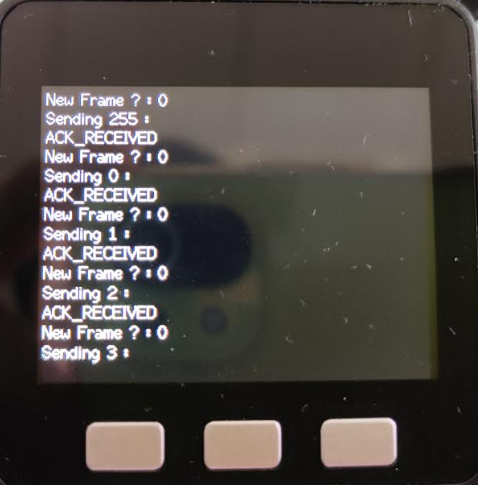 New Frame ? : 0
Sending 255 :
ACK_RECEIVED
New Frame ? : 0
Sending 0 :
ACK_RECEIVED
New Frame ? : 0
Sending 1 :
ACK_RECEIVED
New Frame ? : 0
Sending 2 :
ACK_RECEIVED
New Frame ? : 0
Sending 3 :